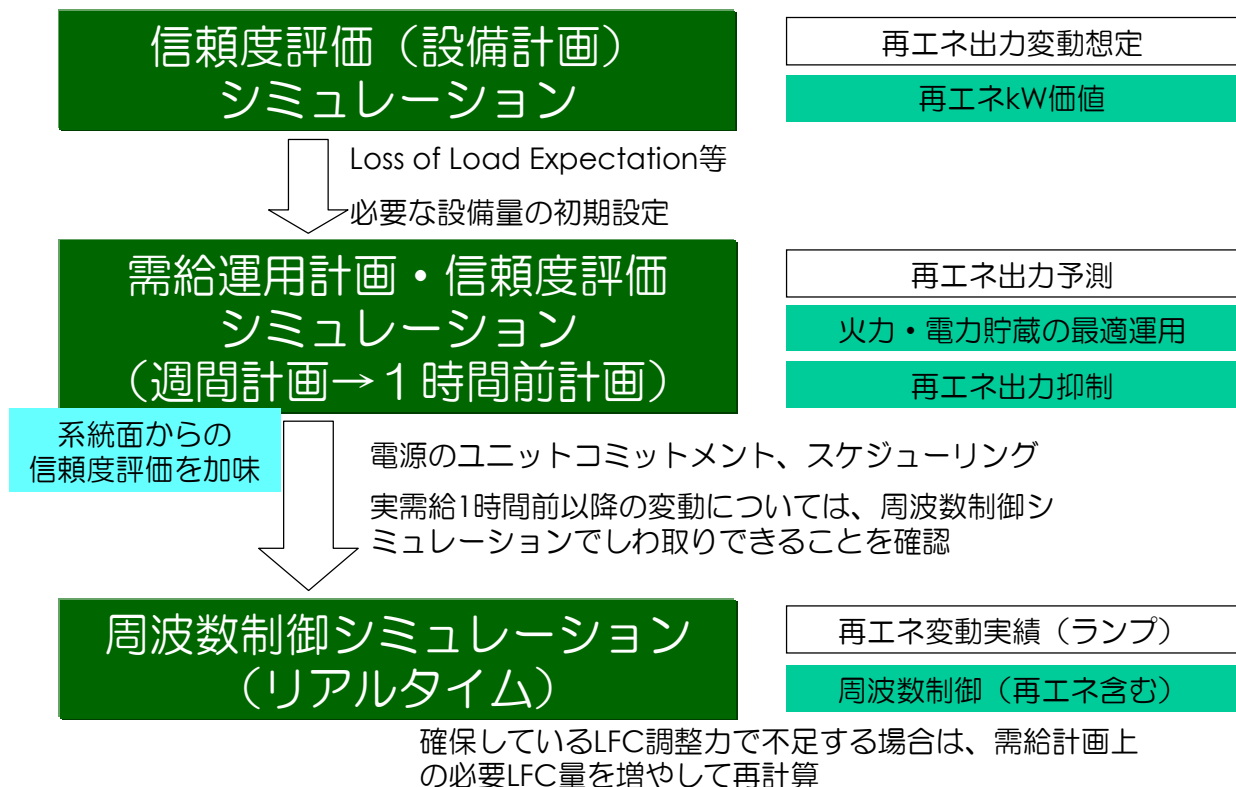 信頼度評価（設備計画）
シミュレーション
再エネ出力変動想定
再エネkW価値
Loss of Load Expectation等
必要な設備量の初期設定
需給運用計画・信頼度評価
シミュレーション
（週間計画→１時間前計画）
再エネ出力予測
火力・電力貯蔵の最適運用
再エネ出力抑制
系統面からの
信頼度評価を加味
電源のユニットコミットメント、スケジューリング
実需給1時間前以降の変動については、周波数制御シ
ミュレーションでしわ取りできることを確認
周波数制御シミュレーション
（リアルタイム）
再エネ変動実績（ランプ）
周波数制御（再エネ含む）
確保しているLFC調整力で不足する場合は、需給計画上
の必要LFC量を増やして再計算